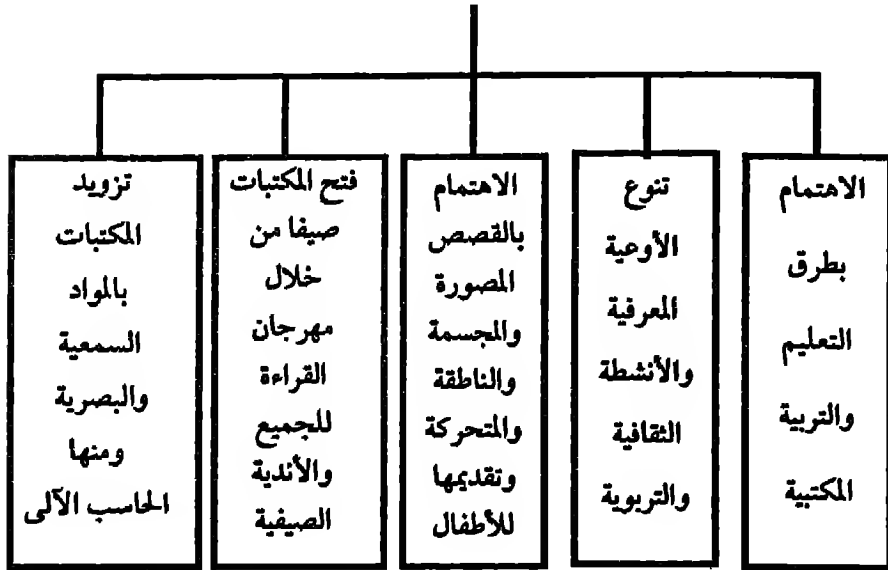 الاهتمام
بطرق
التعليم
والتربية
المكتبية
تنوع
الأوعية
المعرفية
والأنشطة
الثقافية
والتربوية
الاهتمام
بالقصص
المصورة
والمجسمة
والناطقة
والمتحركة
وتقديمها
للأطفال
فتح المكتبات
صيفا من
خلال
مهرجان
القراءة
للجميع
والأندية
الصيفية
تزويد
المكتبات
بالمواد
السمعية
والبصرية
ومنها
الحاسب الآلى